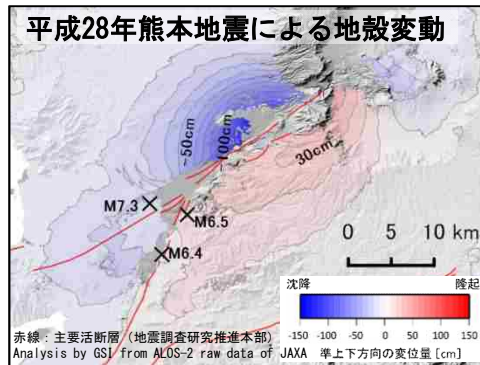 平成28年熊本地震による地殻変動
~50cm
~100cm
30cm
M7.3
M6.5
M6.4
0 5 10 km
沈降 隆起
-150 -100 -50 0 50 100 150
赤線：主要活断層（地震調査研究推進本部）
Analysis by GSI from ALOS-2 raw data of JAXA 準上下方向の変位量 [cm]